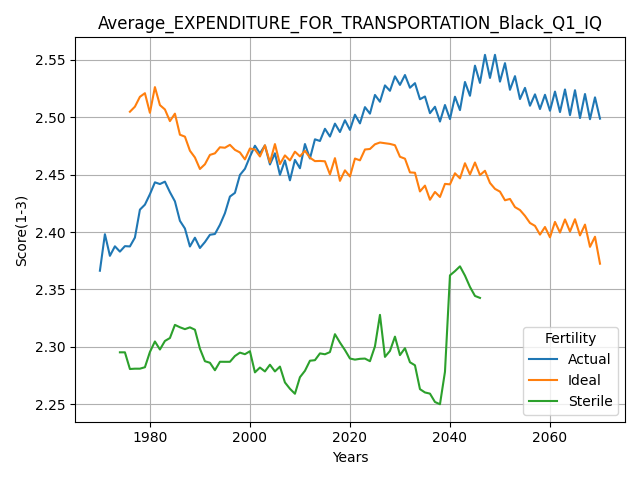 Average_EXPENDITURE_FOR_TRANSPORTATION_Black_Q1_IQ
Score(1-3)
2.55
2.50
2.45
2.40
2.35
2.30
2.25
Fertility
Actual
Ideal
Sterile
1980
2000
2020
2040
2060
Years